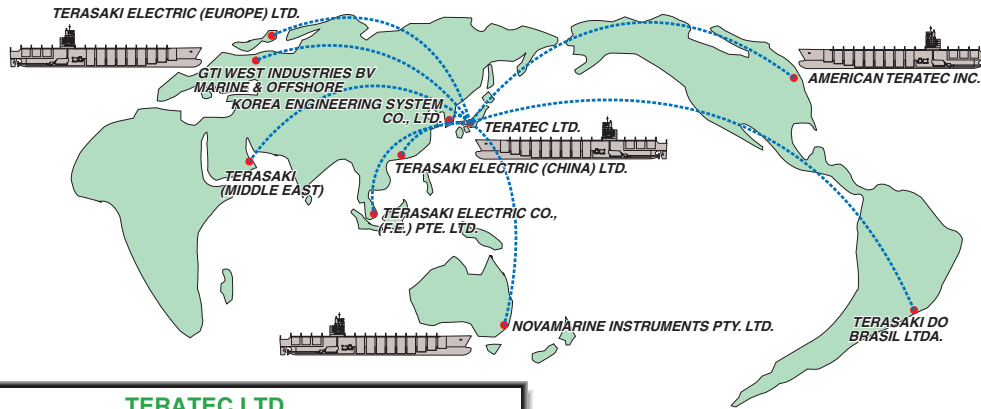 TERASAKI ELECTRIC (EUROPE) LTD.
GTI WEST INDUSTRIES BV
MARINE & OFFSHORE
KOREA ENGINEERING SYSTEM
CO., LTD.
TERATEC LTD.
AMERICAN TERATEC INC.
TERASAKI ELECTRIC (CHINA) LTD.
TERASAKI
(MIDDLE EAST)
TERASAKI ELECTRIC CO.,
(F.E.) PTE. LTD.
NOVAMARINE INSTRUMENTS PTY. LTD.
TERASAKI DO
BRASIL LTDA.
TERATEC LTD